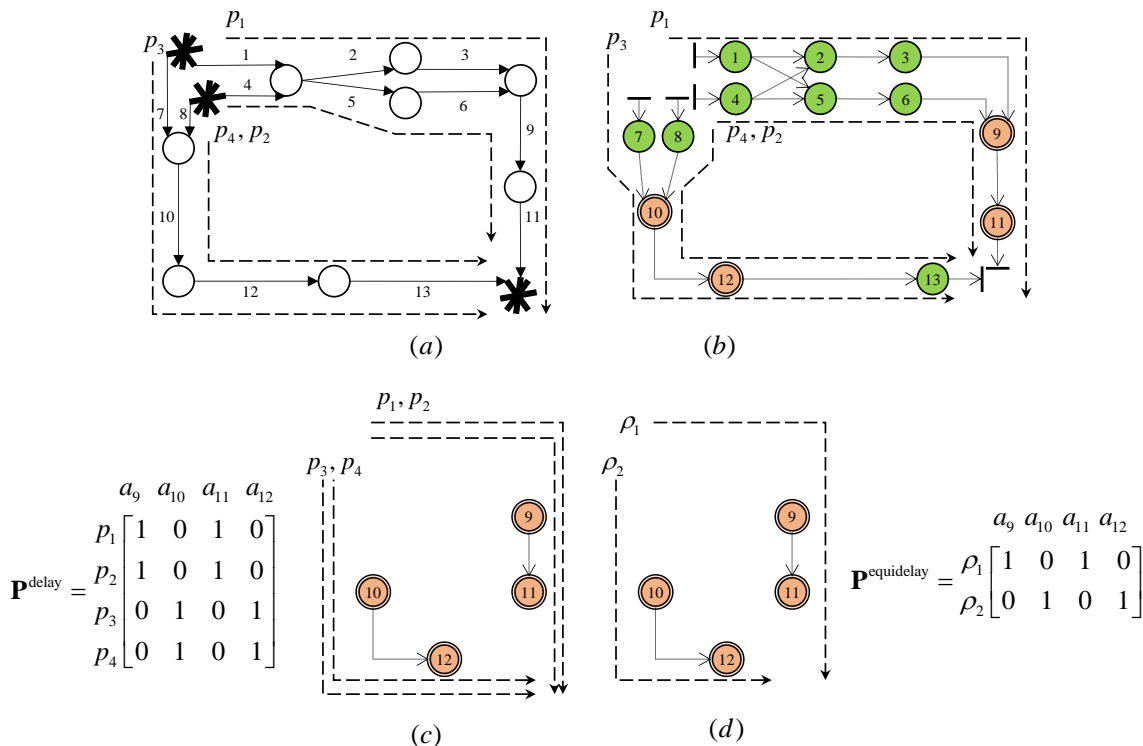 p₁
p₃
1
2
3
4
5
6
7
8
9
p₄, p₂
10
11
12
13
(a)
p₁
p₃
1
2
3
4
5
6
7
8
p₄, p₂
9
10
11
12
13
(b)
p₁, p₂
p₃, p₄
9
10
11
12
(c)
ρ₁
ρ₂
9
10
11
12
(d)
a₉ a₁₀ a₁₁ a₁₂
p₁ 1 0 1 0
p₂ 1 0 1 0
P^delay =
p₃ 0 1 0 1
p₄ 0 1 0 1
a₉ a₁₀ a₁₁ a₁₂
P^equidelay =
ρ₁ 1 0 1 0
ρ₂ 0 1 0 1